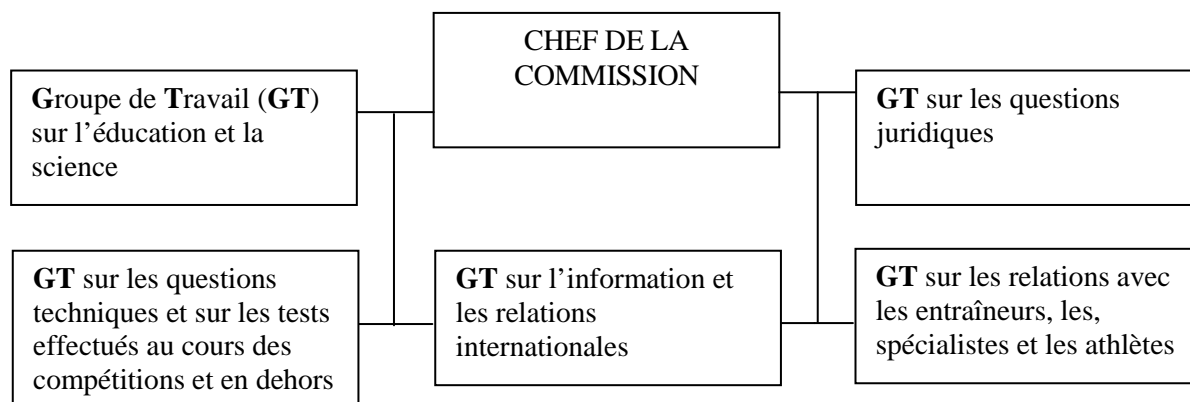 CHEF DE LA
COMMISSION
Groupe de Travail (GT)
sur l’éducation et la
science
GT sur les questions
juridiques
GT sur les questions
techniques et sur les tests
effectués au cours des
compétitions et en dehors
GT sur l’information et
les relations
internationales
GT sur les relations avec
les entraîneurs, les,
spécialistes et les athlètes